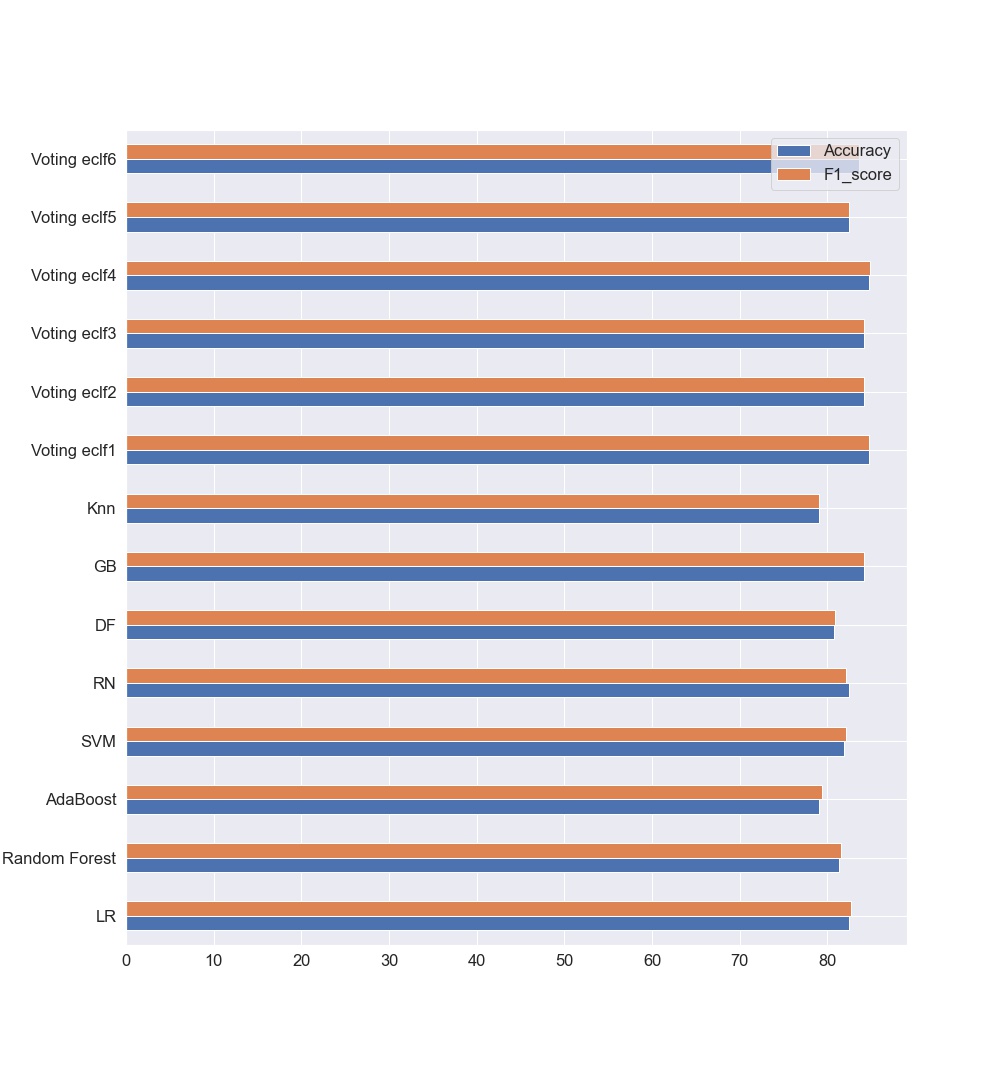 Accuracy
F1_score
Voting eclf6
Voting eclf5
Voting eclf4
Voting eclf3
Voting eclf2
Voting eclf1
Knn
GB
DF
RN
SVM
AdaBoost
Random Forest
LR
0 10 20 30 40 50 60 70 80